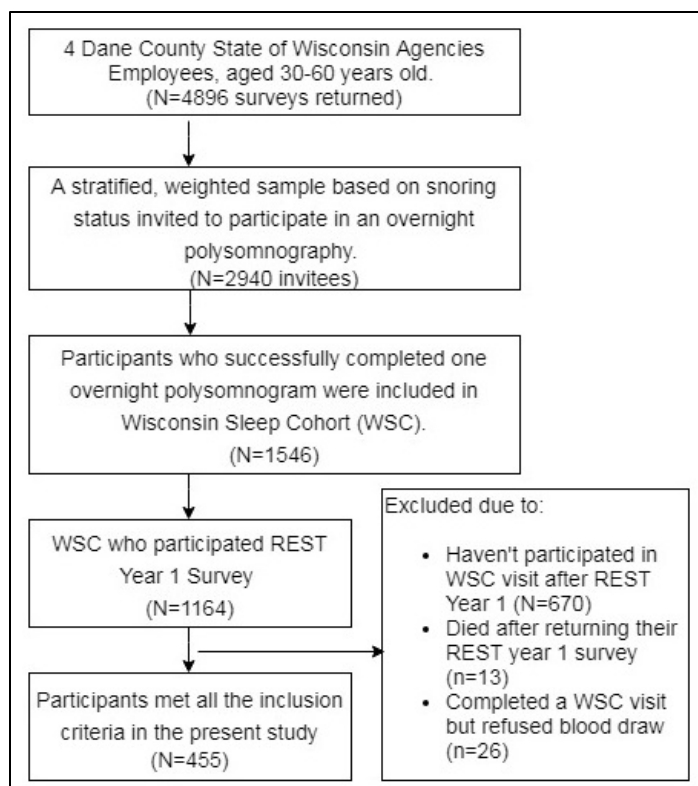 4 Dane County State of Wisconsin Agencies
Employees, aged 30-60 years old.
(N=4896 surveys returned)
A stratified, weighted sample based on snoring
status invited to participate in an overnight
polysomnography.
(N=2940 invitees)
Participants who successfully completed one
overnight polysomnogram were included in
Wisconsin Sleep Cohort (WSC).
(N=1546)
WSC who participated REST
Year 1 Survey
(N=1164)
Excluded due to:
• Haven't participated in
WSC visit after REST
Year 1 (N=670)
• Died after returning their
REST year 1 survey
(n=13)
• Completed a WSC visit
but refused blood draw
(n=26)
Participants met all the inclusion
criteria in the present study
(N=455)